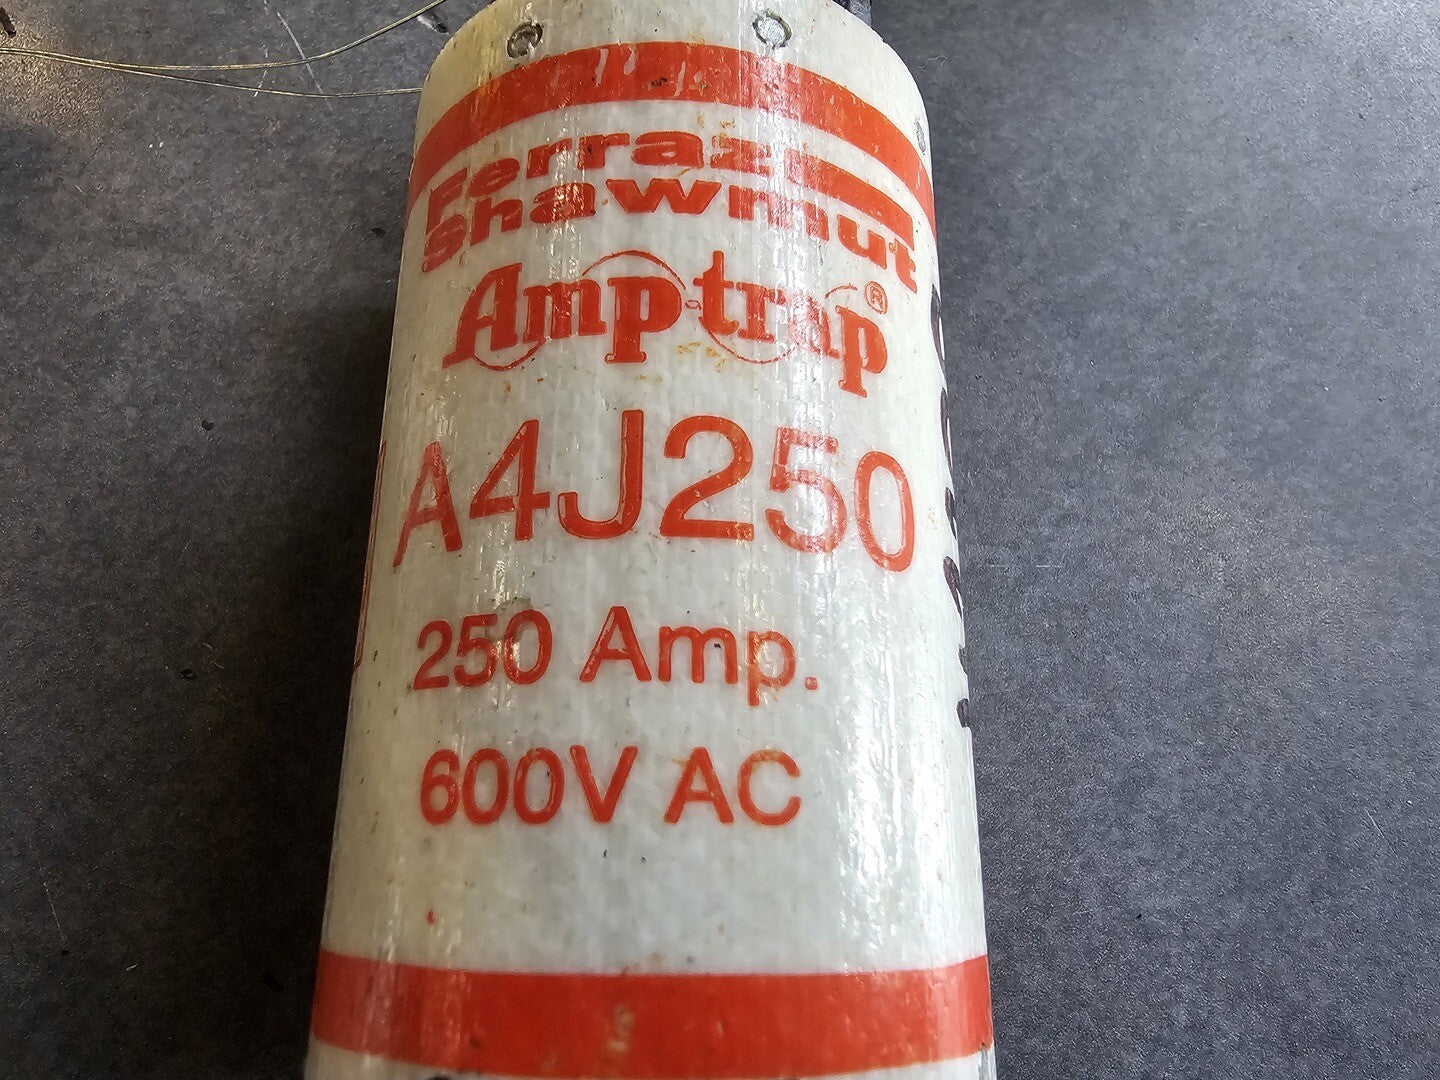 Ferraz
Shawmut
Amp-trap®
A4J250
250 Amp.
600V AC